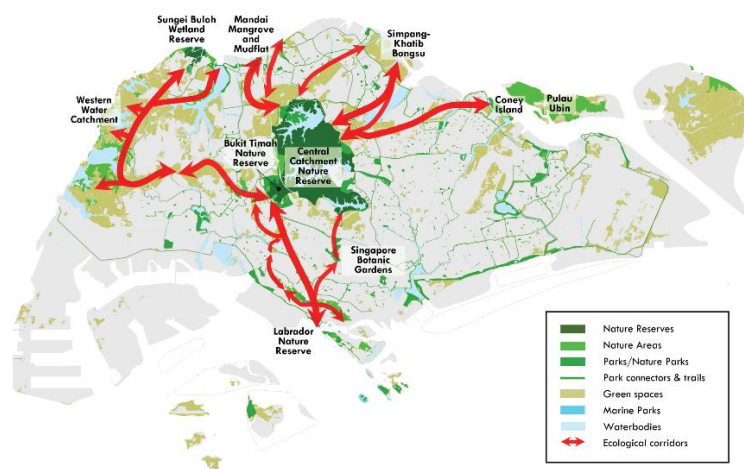 Sungei Buloh
Wetland
Reserve
Mandai
Mangrove
and
Mudflat
Simpang-
Khatib
Bongsu
Western
Water
Catchment
Coney
Island
Pulau
Ubin
Bukit Timah
Nature
Reserve
Central
Catchment
Nature
Reserve
Singapore
Botanic
Gardens
Labrador
Nature
Reserve
Nature Reserves
Nature Areas
Parks/Nature Parks
Park connectors & trails
Green spaces
Marine Parks
Waterbodies
Ecological corridors